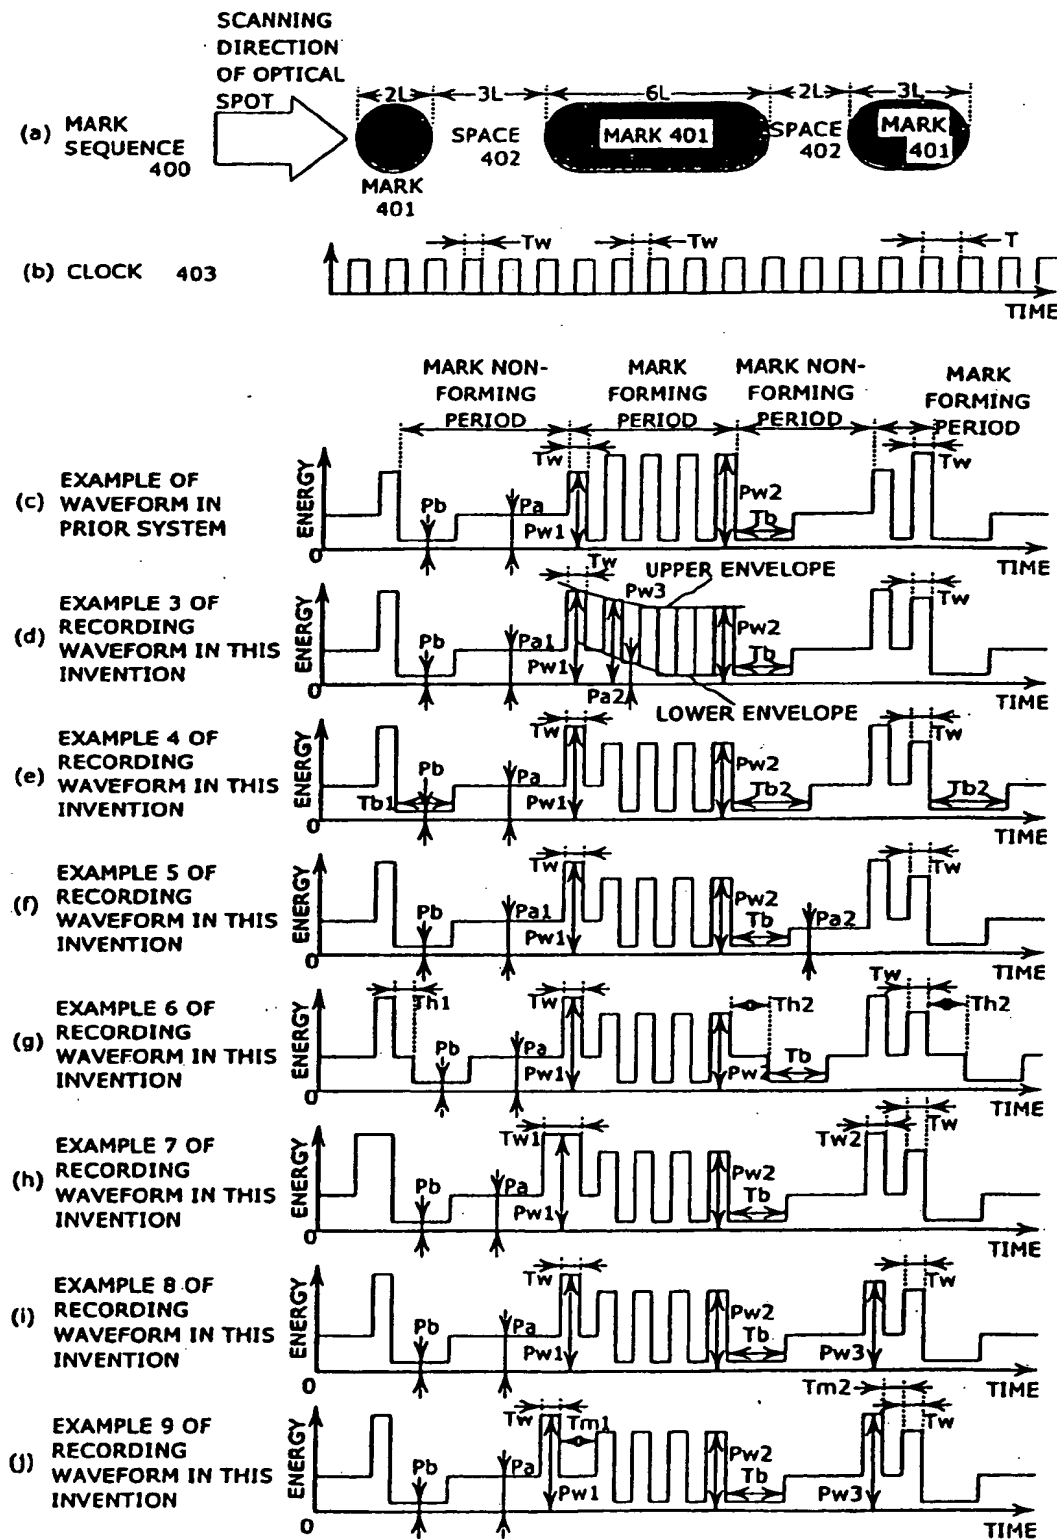 SCANNING
DIRECTION
OF OPTICAL
SPOT
2L 3L 6L 2L 3L
(a) MARK
SEQUENCE
400
SPACE
402
MARK 401
SPACE
402
MARK
401
MARK
401
Tw Tw T
(b) CLOCK 403
TIME
MARK NON-
FORMING
PERIOD
MARK
FORMING
PERIOD
MARK NON-
FORMING
PERIOD
MARK
FORMING
PERIOD
(c) EXAMPLE OF
WAVEFORM IN
PRIOR SYSTEM
ENERGY
0
Pb Pa Tw Pw1 Pw2 Tb Tw
TIME
(d) EXAMPLE 3 OF
RECORDING
WAVEFORM IN THIS
INVENTION
ENERGY
0
Pb Pa1 Pw1 Tw Pw3 Pa2 Pw2 Tb Tw
UPPER ENVELOPE
LOWER ENVELOPE
TIME
(e) EXAMPLE 4 OF
RECORDING
WAVEFORM IN THIS
INVENTION
ENERGY
0
Tb1 Pb Pa Pw1 Tw Pw2 Tb2 Tw Tb2
TIME
(f) EXAMPLE 5 OF
RECORDING
WAVEFORM IN THIS
INVENTION
ENERGY
0
Pb Pa1 Pw1 Tw Pw2 Tb Pa2 Tw
TIME
(g) EXAMPLE 6 OF
RECORDING
WAVEFORM IN THIS
INVENTION
ENERGY
0
Th1 Pb Pa Pw1 Tw Pw2 Th2 Tb Tw Th2
TIME
(h) EXAMPLE 7 OF
RECORDING
WAVEFORM IN THIS
INVENTION
ENERGY
0
Pb Pa Tw1 Pw1 Pw2 Tb Tw2 Tw
TIME
(i) EXAMPLE 8 OF
RECORDING
WAVEFORM IN THIS
INVENTION
ENERGY
0
Pb Pa Pw1 Tw Pw2 Tb Pw3 Tw
TIME
(j) EXAMPLE 9 OF
RECORDING
WAVEFORM IN THIS
INVENTION
ENERGY
0
Pb Pa Tw Tm1 Pw1 Pw2 Tb Pw3 Tm2 Tw
TIME